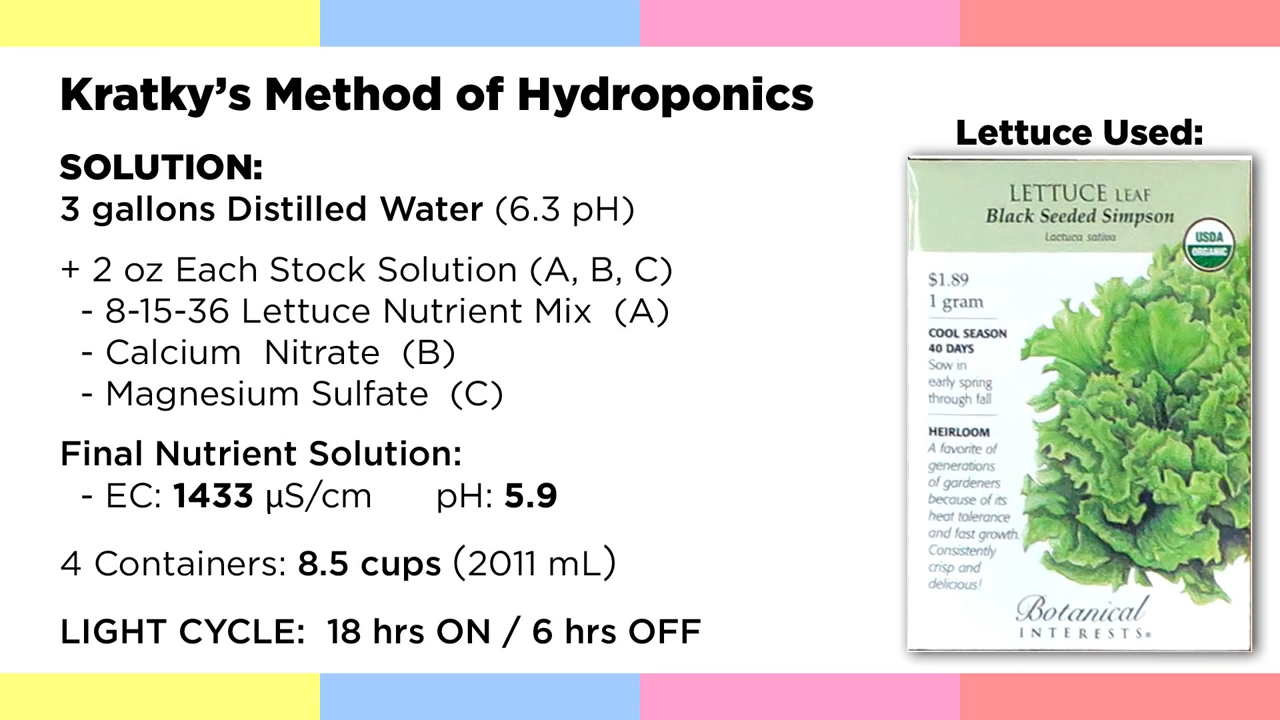 Kratky’s Method of Hydroponics
SOLUTION:
3 gallons Distilled Water (6.3 pH)
+ 2 oz Each Stock Solution (A, B, C)
- 8-15-36 Lettuce Nutrient Mix (A)
- Calcium Nitrate (B)
- Magnesium Sulfate (C)
Final Nutrient Solution:
- EC: 1433 µS/cm pH: 5.9
4 Containers: 8.5 cups (2011 mL)
LIGHT CYCLE: 18 hrs ON / 6 hrs OFF
Lettuce Used:
LETTUCE LEAF
Black Seeded Simpson
Lactuca sativa
USDA
ORGANIC
$1.89
1 gram
COOL SEASON
40 DAYS
Sow in
early spring
through fall
HEIRLOOM
A favorite of
generations
of gardeners
because of its
heat tolerance
and fast growth.
Consistently
crisp and
delicious!
Botanical
INTERESTS®